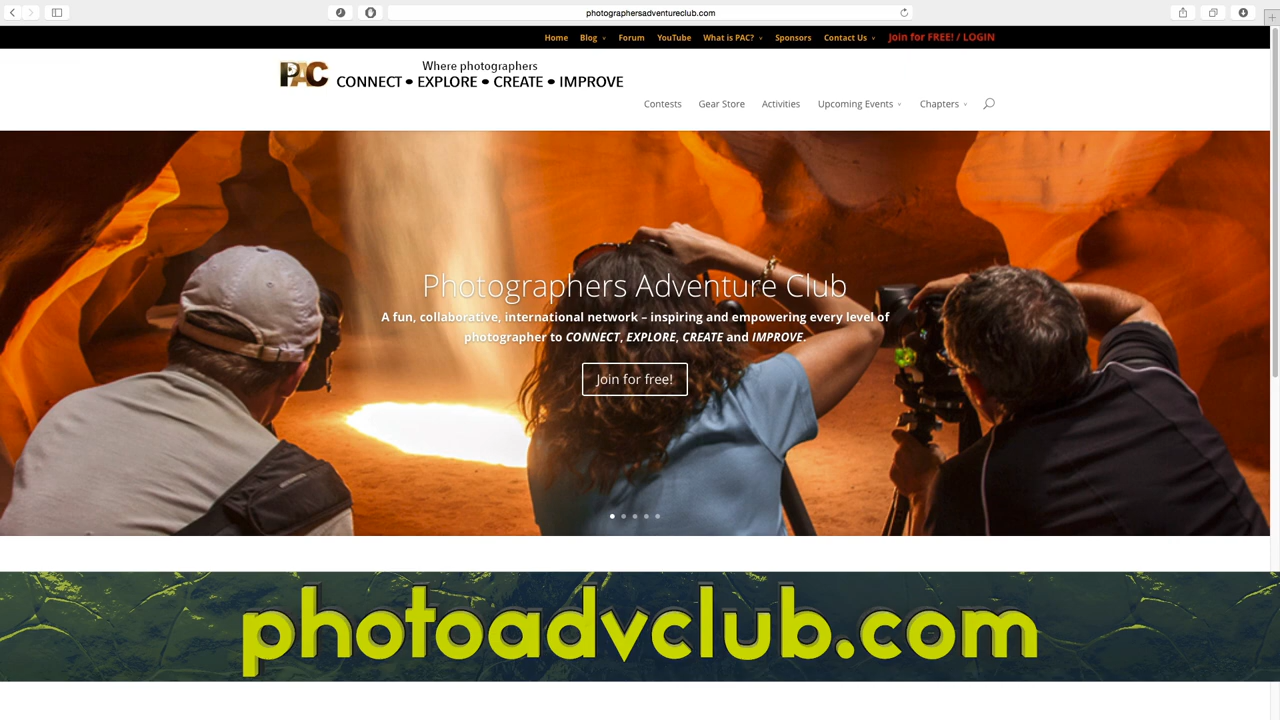 photographersadventureclub.com
Home Blog Forum YouTube What is PAC? Sponsors Contact Us Join for FREE! / LOGIN
PAC
Where photographers
CONNECT • EXPLORE • CREATE • IMPROVE
Contests Gear Store Activities Upcoming Events Chapters
Photographers Adventure Club
A fun, collaborative, international network – inspiring and empowering every level of
photographer to CONNECT, EXPLORE, CREATE and IMPROVE.
Join for free!
photoadvclub.com